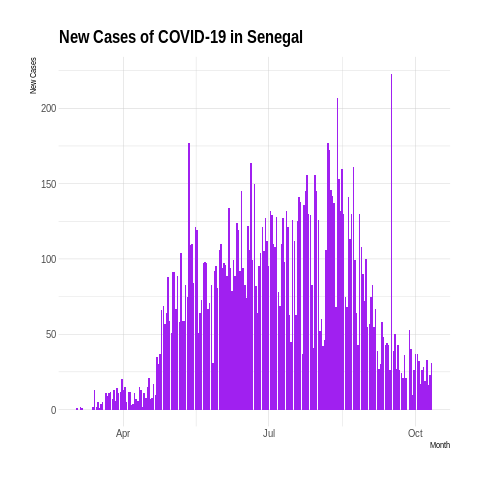 New Cases of COVID-19 in Senegal
New Cases
200
150
100
50
0
Apr
Jul
Oct
Month